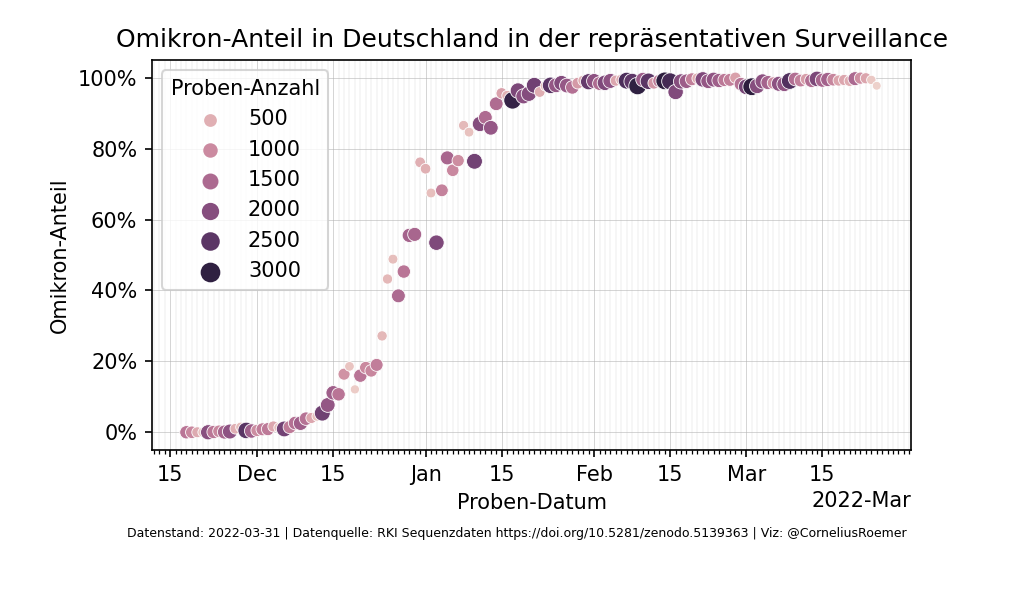 Omikron-Anteil in Deutschland in der repräsentativen Surveillance
100%
80%
60%
40%
20%
0%
Omikron-Anteil
Proben-Anzahl
500
1000
1500
2000
2500
3000
15 Dec 15 Jan 15 Feb 15 Mar 15
Proben-Datum
2022-Mar
Datenstand: 2022-03-31 | Datenquelle: RKI Sequenzdaten https://doi.org/10.5281/zenodo.5139363 | Viz: @CorneliusRoemer